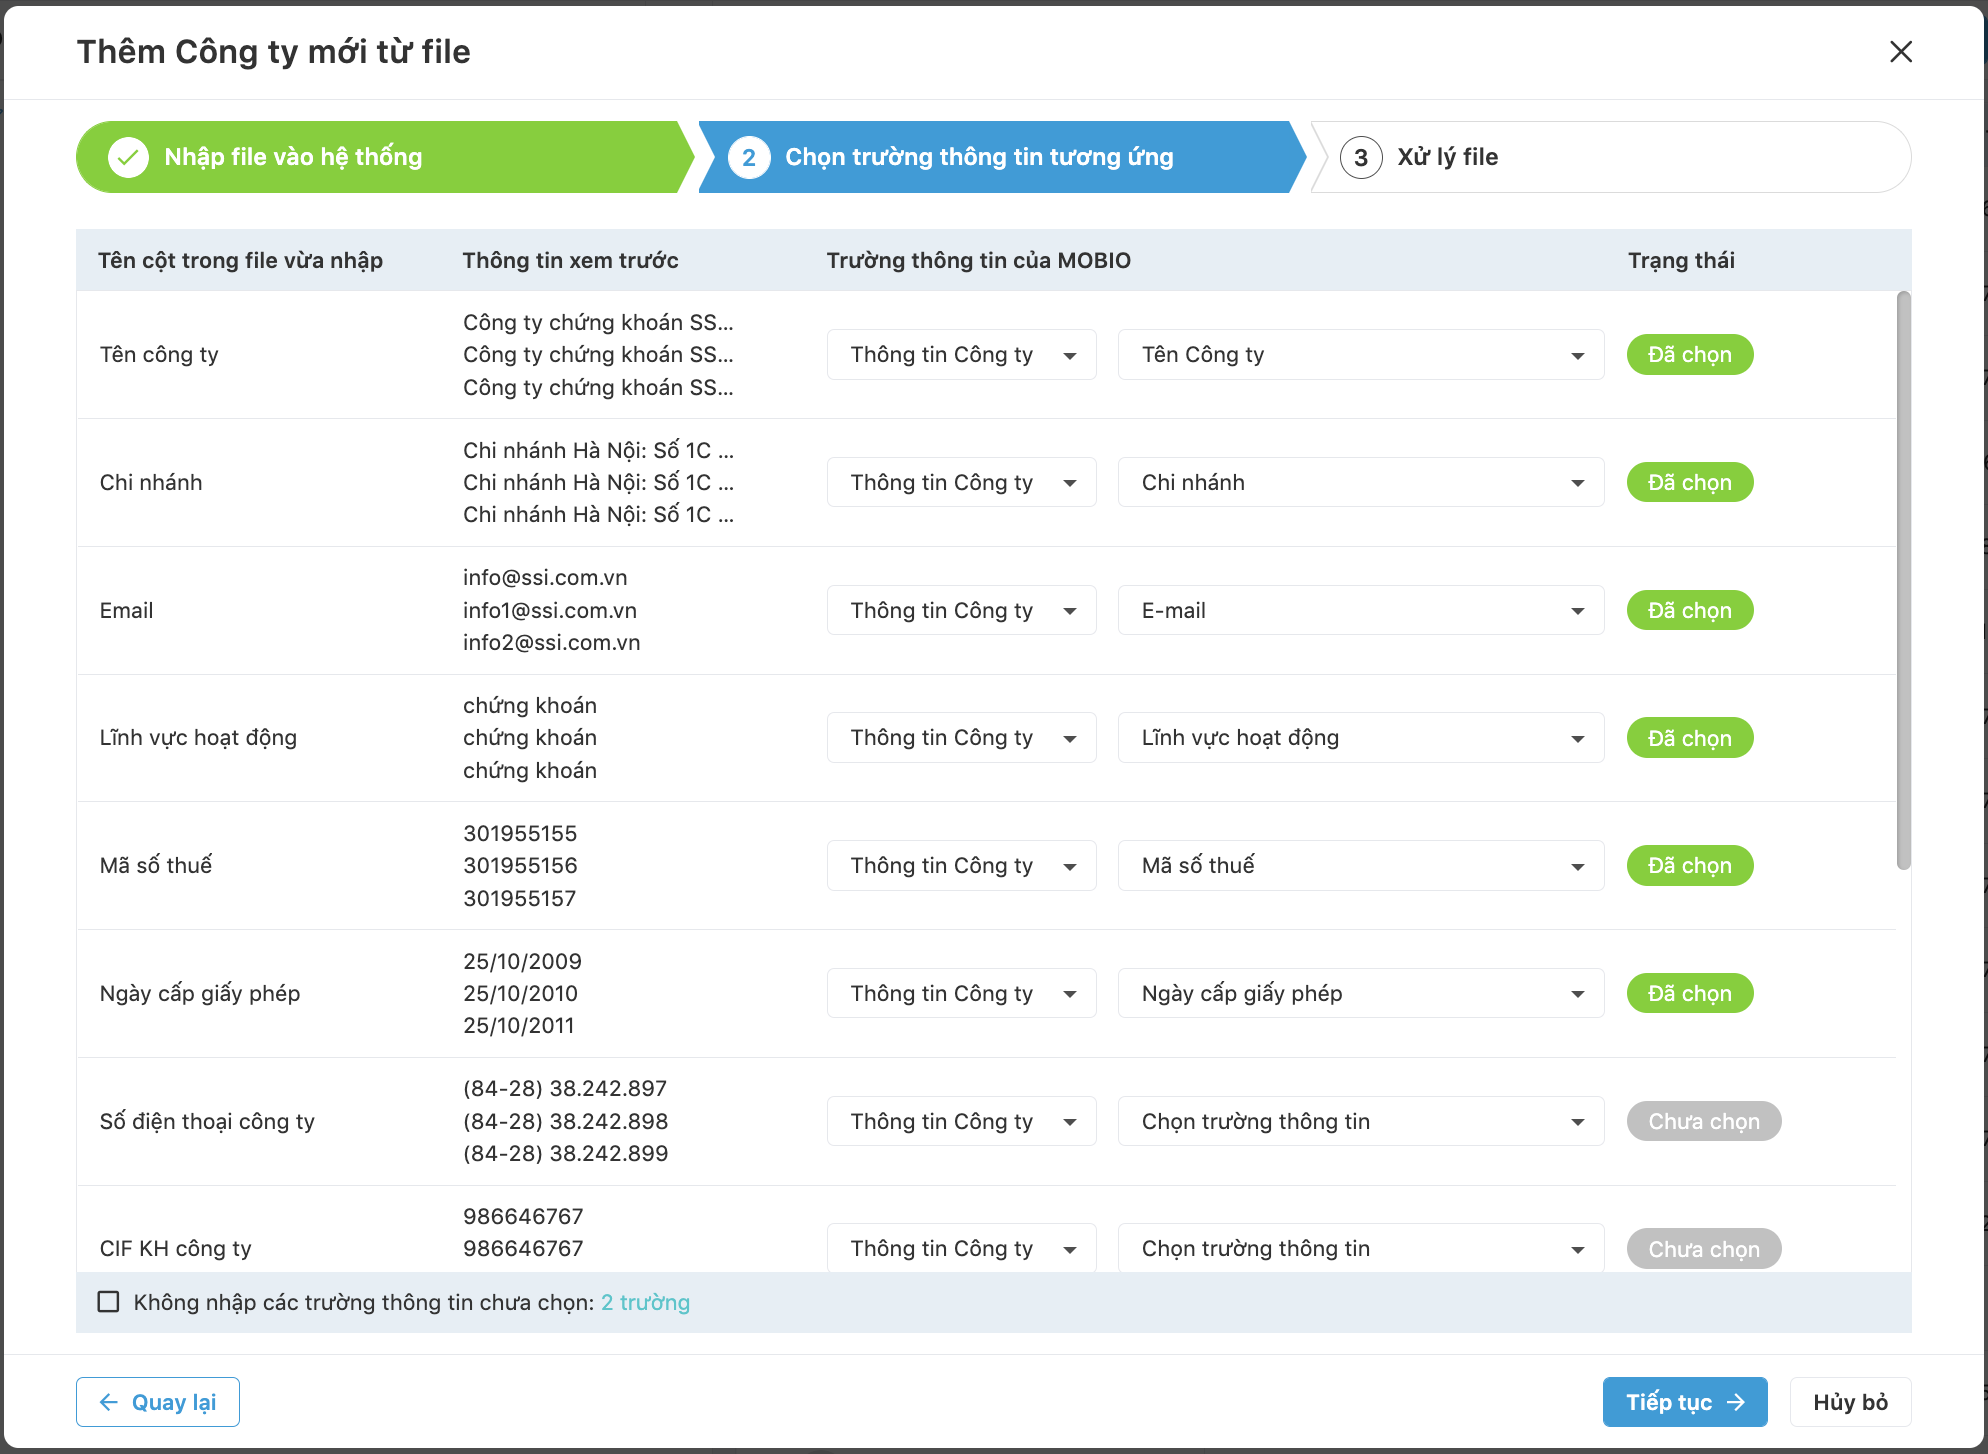 Thêm Công ty mới từ file
Nhập file vào hệ thống
2 Chọn trường thông tin tương ứng
3 Xử lý file
Tên cột trong file vừa nhập Thông tin xem trước Trường thông tin của MOBIO Trạng thái
Công ty chứng khoán SS...
Tên công ty Công ty chứng khoán SS... Thông tin Công ty Tên Công ty Đã chọn
Công ty chứng khoán SS...
Chi nhánh Hà Nội: Số 1C ...
Chi nhánh Chi nhánh Hà Nội: Số 1C ... Thông tin Công ty Chi nhánh Đã chọn
Chi nhánh Hà Nội: Số 1C ...
info@ssi.com.vn
Email info1@ssi.com.vn Thông tin Công ty E-mail Đã chọn
info2@ssi.com.vn
chứng khoán
Lĩnh vực hoạt động chứng khoán Thông tin Công ty Lĩnh vực hoạt động Đã chọn
chứng khoán
301955155
Mã số thuế 301955156 Thông tin Công ty Mã số thuế Đã chọn
301955157
25/10/2009
Ngày cấp giấy phép 25/10/2010 Thông tin Công ty Ngày cấp giấy phép Đã chọn
25/10/2011
(84-28) 38.242.897
Số điện thoại công ty (84-28) 38.242.898 Thông tin Công ty Chọn trường thông tin Chưa chọn
(84-28) 38.242.899
986646767
CIF KH công ty 986646767 Thông tin Công ty Chọn trường thông tin Chưa chọn
Không nhập các trường thông tin chưa chọn: 2 trường
Quay lại Tiếp tục Hủy bỏ